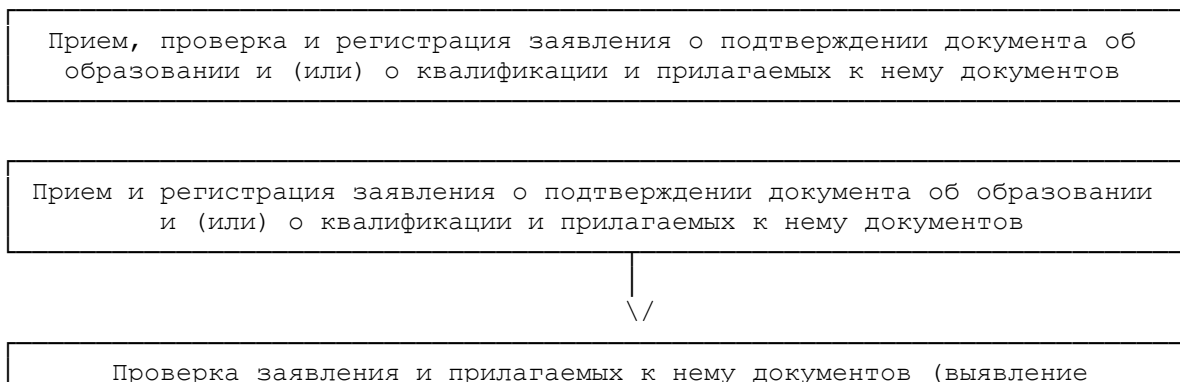 Прием, проверка и регистрация заявления о подтверждении документа об
образовании и (или) о квалификации и прилагаемых к нему документов
Прием и регистрация заявления о подтверждении документа об образовании
и (или) о квалификации и прилагаемых к нему документов
Проверка заявления и прилагаемых к нему документов (выявление